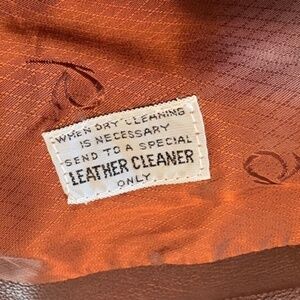 WHEN DRY CLEANING
IS NECESSARY
SEND TO A SPECIAL
LEATHER CLEANER
ONLY